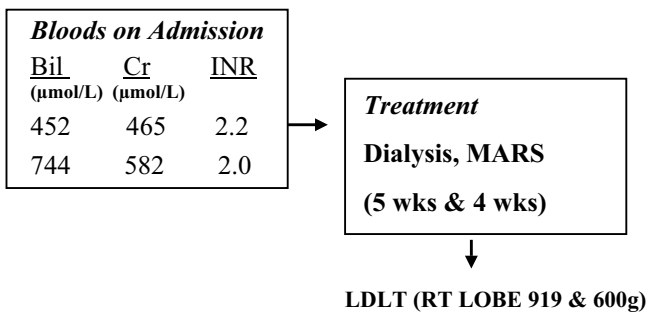 Bloods on Admission
Bil Cr INR
(μmol/L) (μmol/L)
452 465 2.2
744 582 2.0
Treatment
Dialysis, MARS
(5 wks & 4 wks)
LDLT (RT LOBE 919 & 600g)